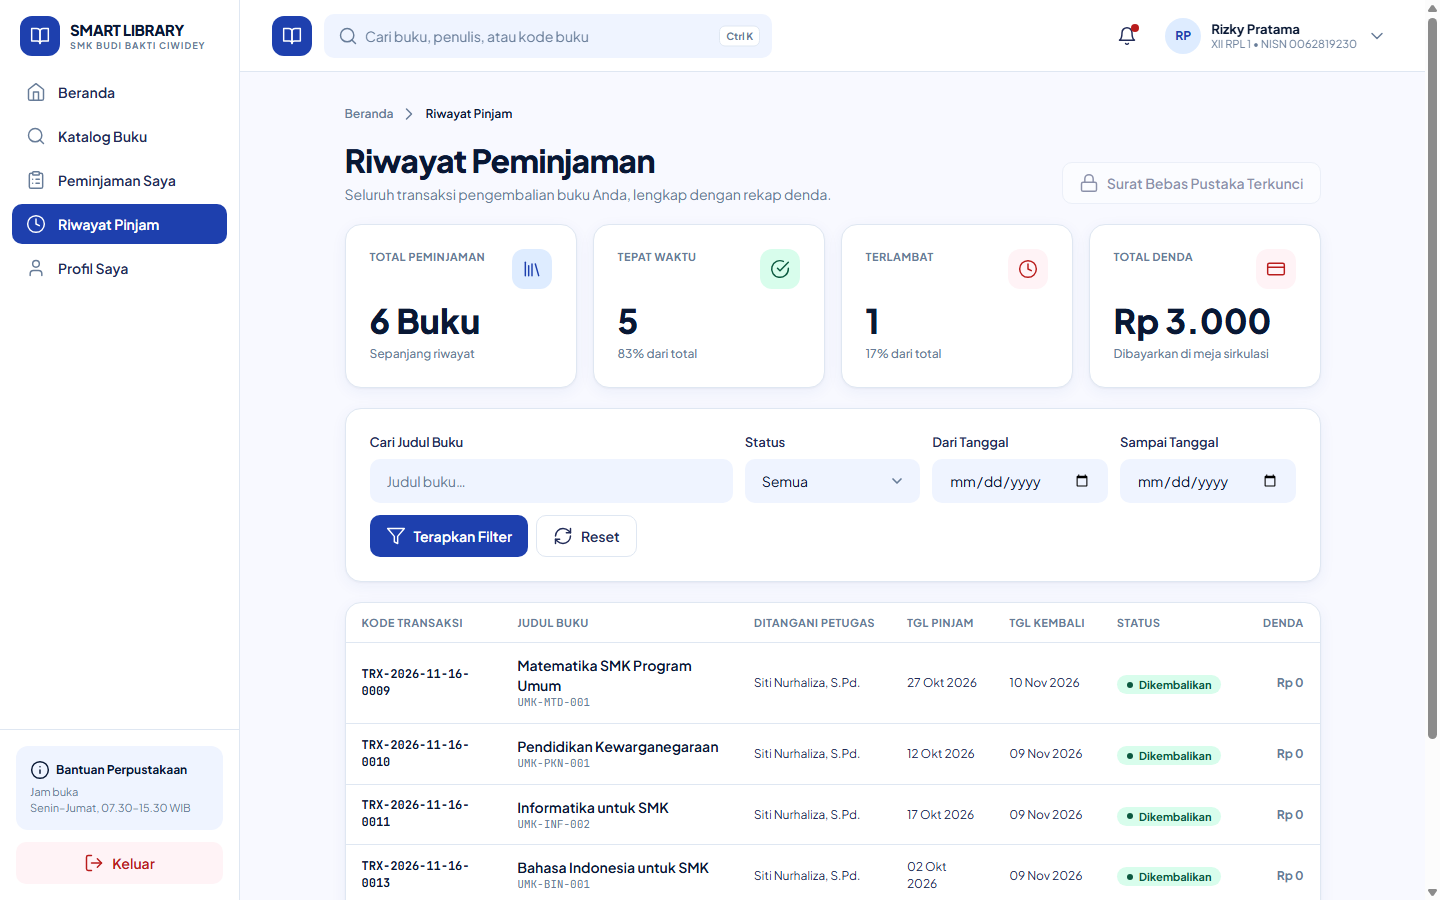 SMART LIBRARY
SMK BUDI BAKTI CIWIDEY
Beranda
Katalog Buku
Peminjaman Saya
Riwayat Pinjam
Profil Saya
Bantuan Perpustakaan
Jam buka
Senin–Jumat, 07.30–15.30 WIB
Keluar
Cari buku, penulis, atau kode buku
Ctrl K
RP
Rizky Pratama
XII RPL 1 • NISN 0062819230
Beranda > Riwayat Pinjam
Riwayat Peminjaman
Seluruh transaksi pengembalian buku Anda, lengkap dengan rekap denda.
Surat Bebas Pustaka Terkunci
TOTAL PEMINJAMAN
6 Buku
Sepanjang riwayat
TEPAT WAKTU
5
83% dari total
TERLAMBAT
1
17% dari total
TOTAL DENDA
Rp 3.000
Dibayarkan di meja sirkulasi
Cari Judul Buku
Judul buku...
Status
Semua
Dari Tanggal
mm/dd/yyyy
Sampai Tanggal
mm/dd/yyyy
Terapkan Filter
Reset
KODE TRANSAKSI JUDUL BUKU DITANGANI PETUGAS TGL PINJAM TGL KEMBALI STATUS DENDA
TRX-2026-11-16-
0009
Matematika SMK Program
Umum
UMK-MTD-001
Siti Nurhaliza, S.Pd.
27 Okt 2026
10 Nov 2026
Dikembalikan
Rp 0
TRX-2026-11-16-
0010
Pendidikan Kewarganegaraan
UMK-PKN-001
Siti Nurhaliza, S.Pd.
12 Okt 2026
09 Nov 2026
Dikembalikan
Rp 0
TRX-2026-11-16-
0011
Informatika untuk SMK
UMK-INF-002
Siti Nurhaliza, S.Pd.
17 Okt 2026
09 Nov 2026
Dikembalikan
Rp 0
TRX-2026-11-16-
0013
Bahasa Indonesia untuk SMK
UMK-BIN-001
Siti Nurhaliza, S.Pd.
02 Okt
2026
09 Nov 2026
Dikembalikan
Rp 0